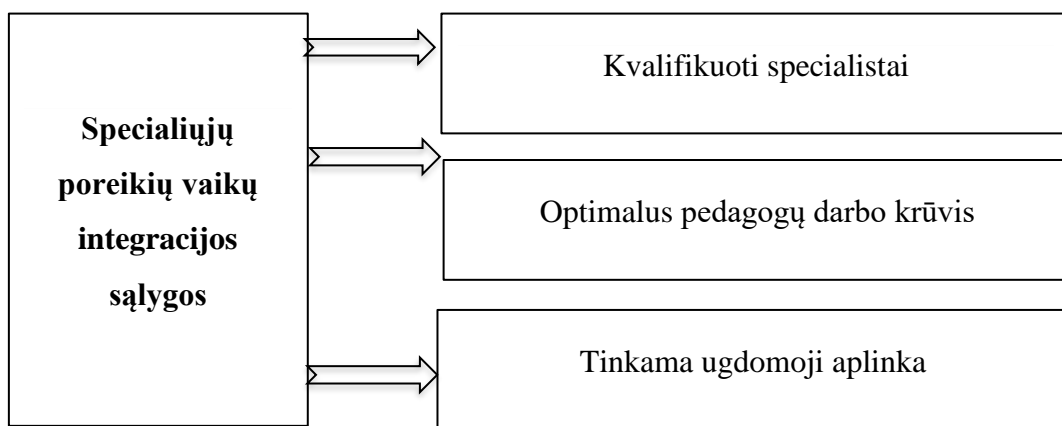 Specialiųjų
poreikių vaikų
integracijos
sąlygos
Kvalifikuoti specialistai
Optimalus pedagogų darbo krūvis
Tinkama ugdomoji aplinka